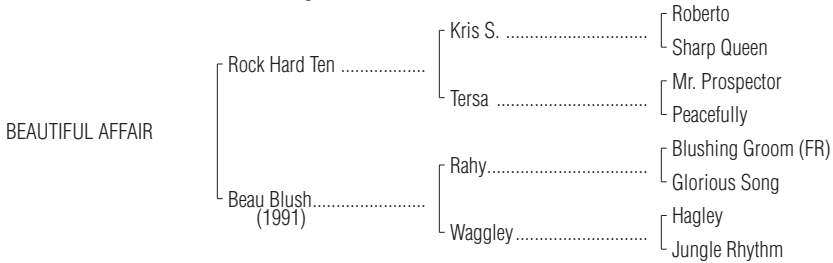 Roberto
Kris S. ................................
Sharp Queen
Rock Hard Ten ..................
Mr. Prospector
Tersa ..................................
Peacefully
BEAUTIFUL AFFAIR
Blushing Groom (FR)
Rahy....................................
Glorious Song
Beau Blush........................
(1991)
Hagley
Waggley..............................
Jungle Rhythm